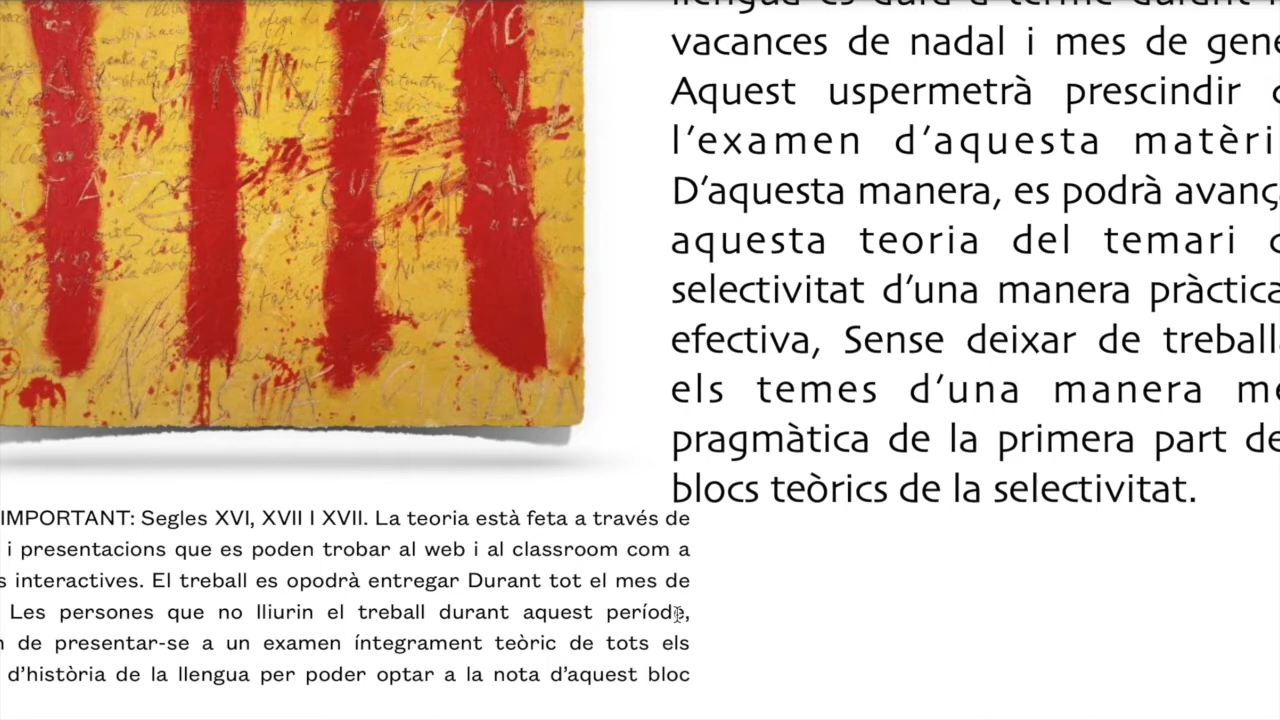 vacances de nadal i mes de gene
Aquest uspermetrà prescindir
l’examen d’aquesta matèri
D’aquesta manera, es podrà avanç
aquesta teoria del temari
selectivitat d’una manera pràctica
efectiva, Sense deixar de treball
els temes d’una manera me
pragmàtica de la primera part de
blocs teòrics de la selectivitat.
IMPORTANT: Segles XVI, XVII I XVII. La teoria està feta a través de
i presentacions que es poden trobar al web i al classroom com a
s interactives. El treball es opodrà entregar Durant tot el mes de
Les persones que no lliurin el treball durant aquest període,
de presentar-se a un examen íntegrament teòric de tots els
d’història de la llengua per poder optar a la nota d’aquest bloc